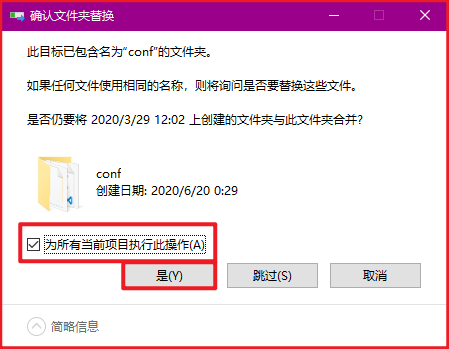 确认文件夹替换
此目标已包含名为“conf”的文件夹。
如果任何文件使用相同的名称，则将询问是否要替换这些文件。
是否仍要将 2020/3/29 12:02 上创建的文件夹与此文件夹合并?
conf
创建日期: 2020/6/20 0:29
为所有当前项目执行此操作(A)
是(Y) 跳过(S) 取消
简略信息